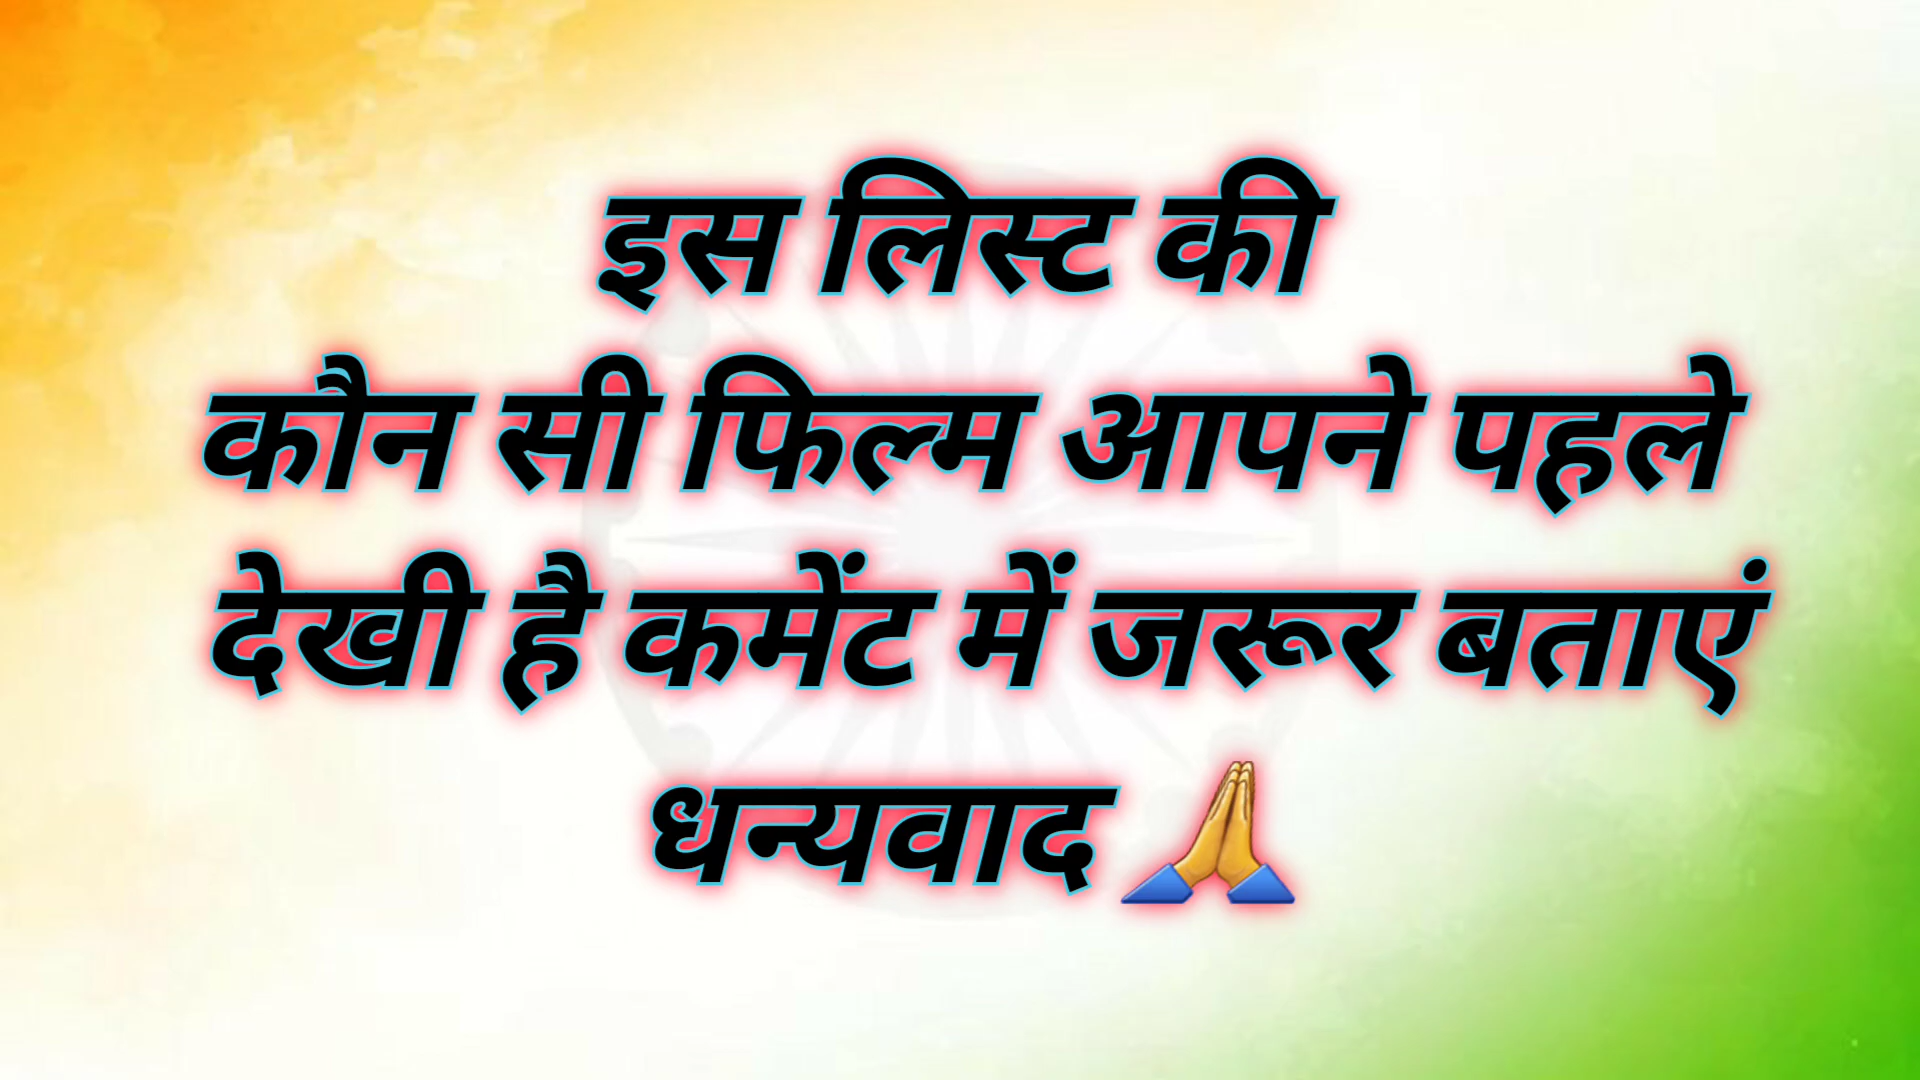 इस लिस्ट की
कौन सी फिल्म आपने पहले
देखी है कमेंट में जरूर बताएं
धन्यवाद 🙏